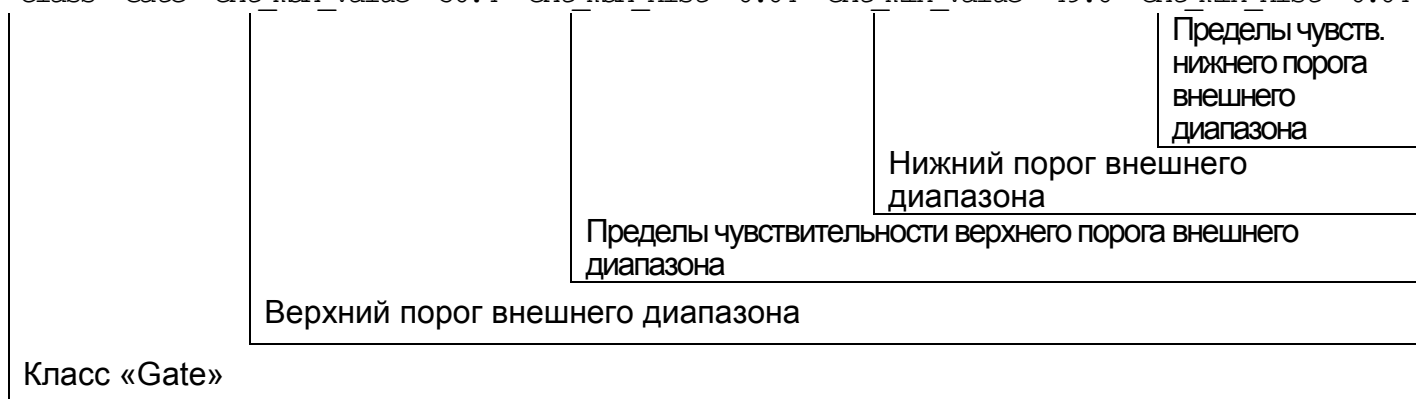 Пределы чувств.
нижнего порога
внешнего
диапазона
Нижний порог внешнего
диапазона
Пределы чувствительности верхнего порога внешнего
диапазона
Верхний порог внешнего диапазона
Класс «Gate»